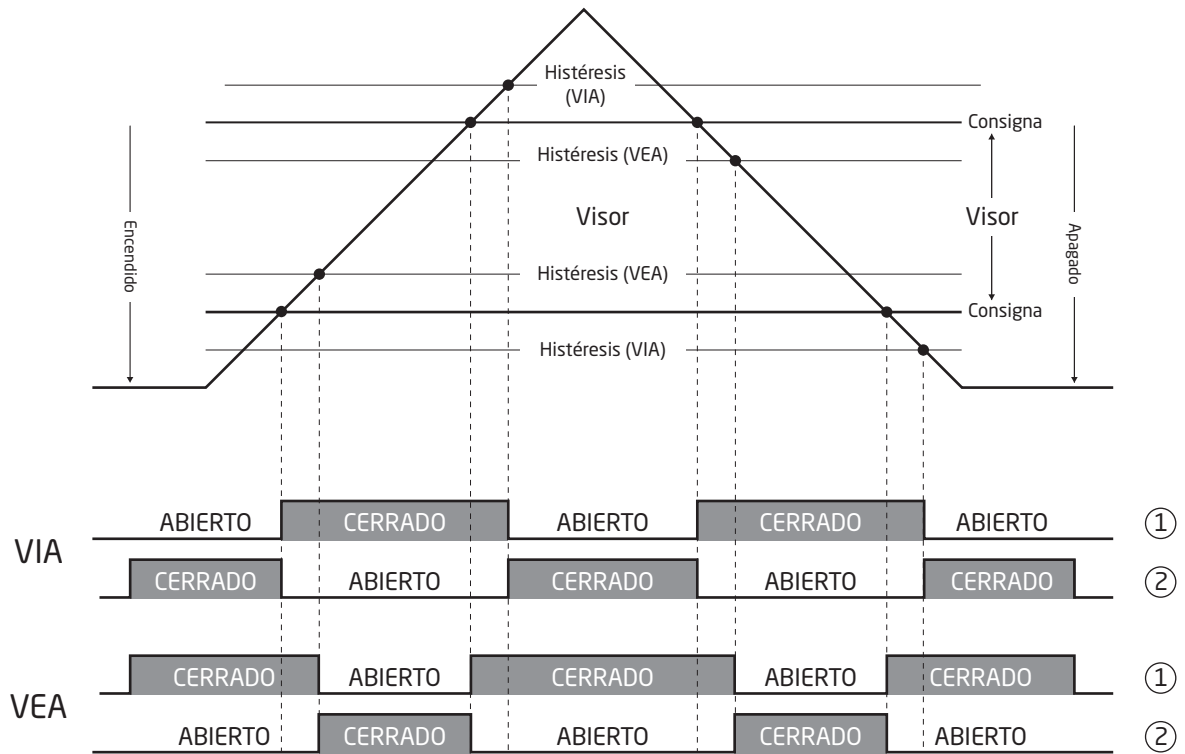 Histéresis
(VIA)
Consigna
Histéresis (VEA)
Encendido
Visor
Visor
Apagado
Histéresis (VEA)
Consigna
Histéresis (VIA)
VIA
ABIERTO CERRADO ABIERTO CERRADO ABIERTO ①
CERRADO ABIERTO CERRADO ABIERTO CERRADO ②
VEA
CERRADO ABIERTO CERRADO ABIERTO CERRADO ①
ABIERTO CERRADO ABIERTO CERRADO ABIERTO ②